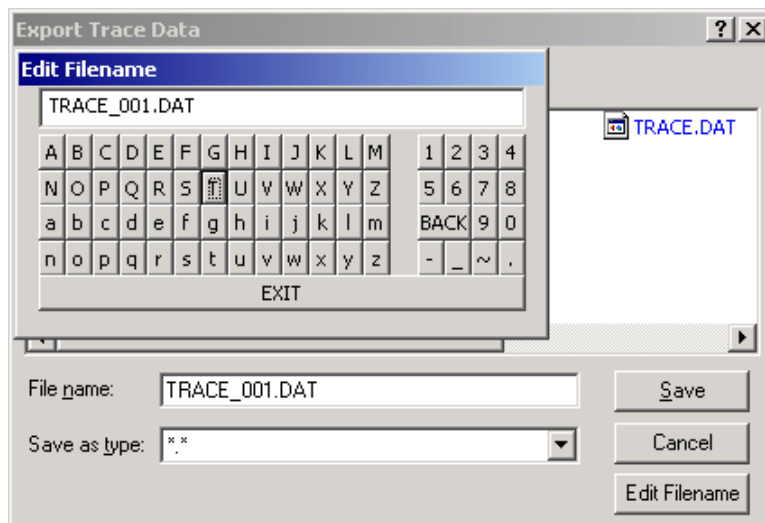 Export Trace Data ? ×
Edit Filename
TRACE_001.DAT
TRACE.DAT
A B C D E F G H I J K L M 1 2 3 4
N O P Q R S T U V W X Y Z 5 6 7 8
a b c d e f g h i j k l m BACK 9 0
n o p q r s t u v w x y z - _ ~ .
EXIT
File name: TRACE_001.DAT Save
Save as type: *.* Cancel
Edit Filename